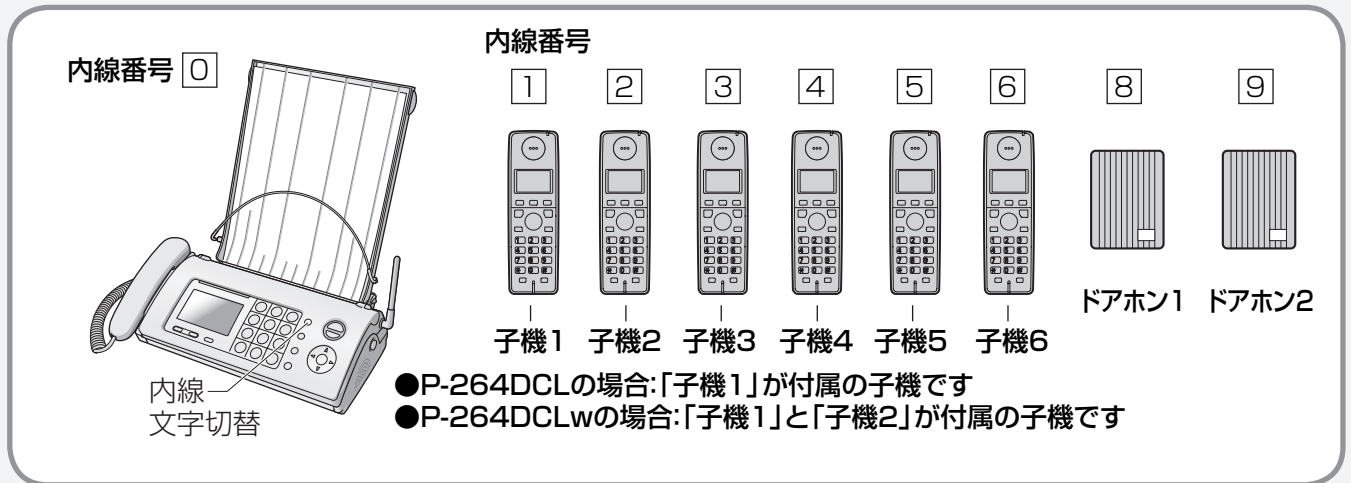 内線番号 0
内線番号
1 2 3 4 5 6 8 9
ドアホン1 ドアホン2
子機1 子機2 子機3 子機4 子機5 子機6
内線
文字切替
●P-264DCLの場合:「子機1」が付属の子機です
●P-264DCLwの場合:「子機1」と「子機2」が付属の子機です